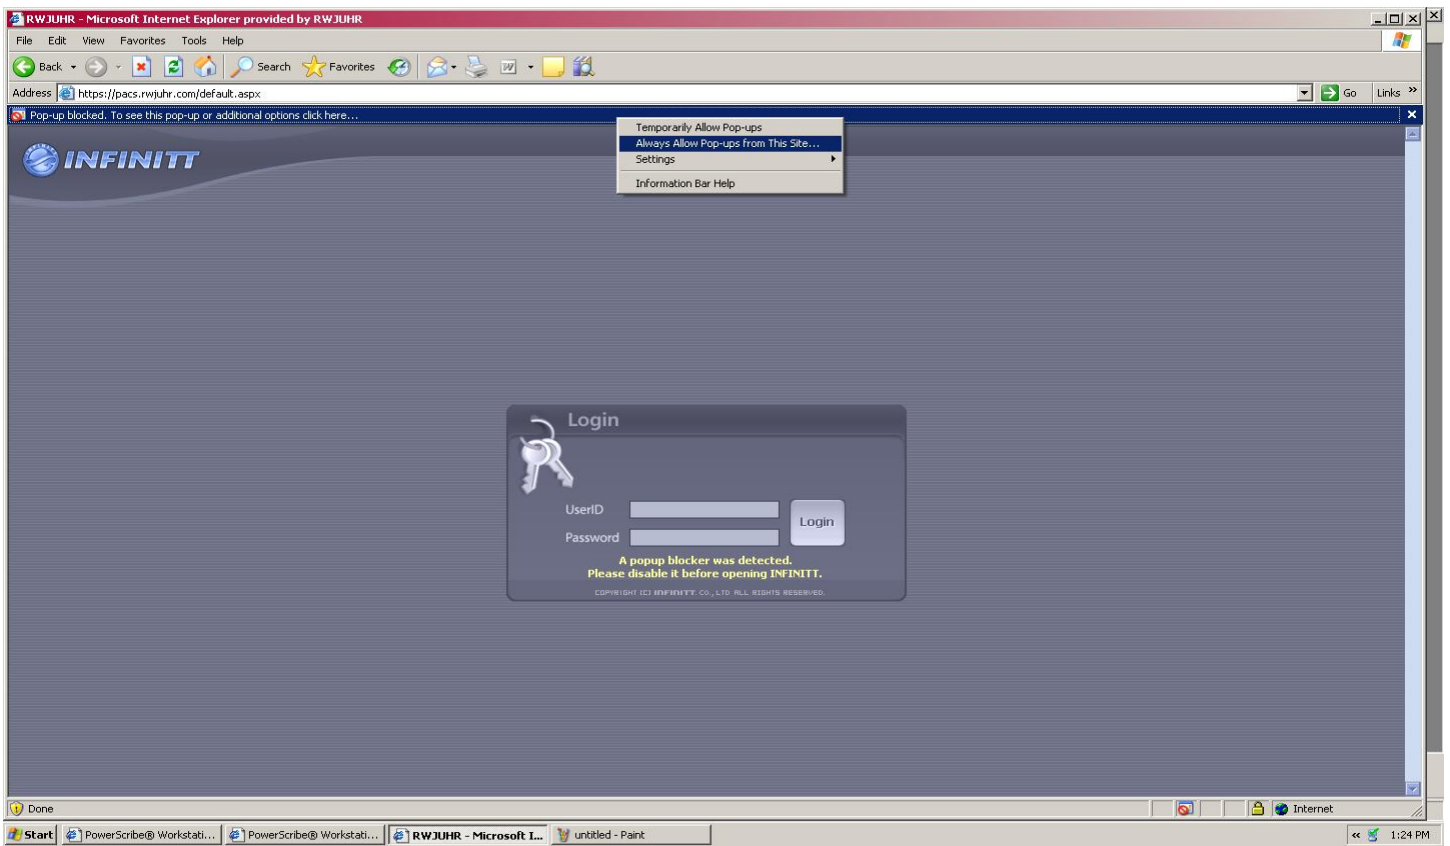 RWJUHR - Microsoft Internet Explorer provided by RWJUHR
File Edit View Favorites Tools Help
Back Search Favorites
Address https://pacs.rwjuhr.com/default.aspx Go Links »
Pop-up blocked. To see this pop-up or additional options click here...
Temporarily Allow Pop-ups
Always Allow Pop-ups from This Site...
Settings
Information Bar Help
INFINITT
Login
UserID
Login
Password
A popup blocker was detected.
Please disable it before opening INFINITT.
COPYRIGHT (C) INFINITT. CO., LTD ALL RIGHTS RESERVED.
Done Internet
Start PowerScribe® Workstati... PowerScribe® Workstati... RWJUHR - Microsoft I... untitled - Paint « 1:24 PM